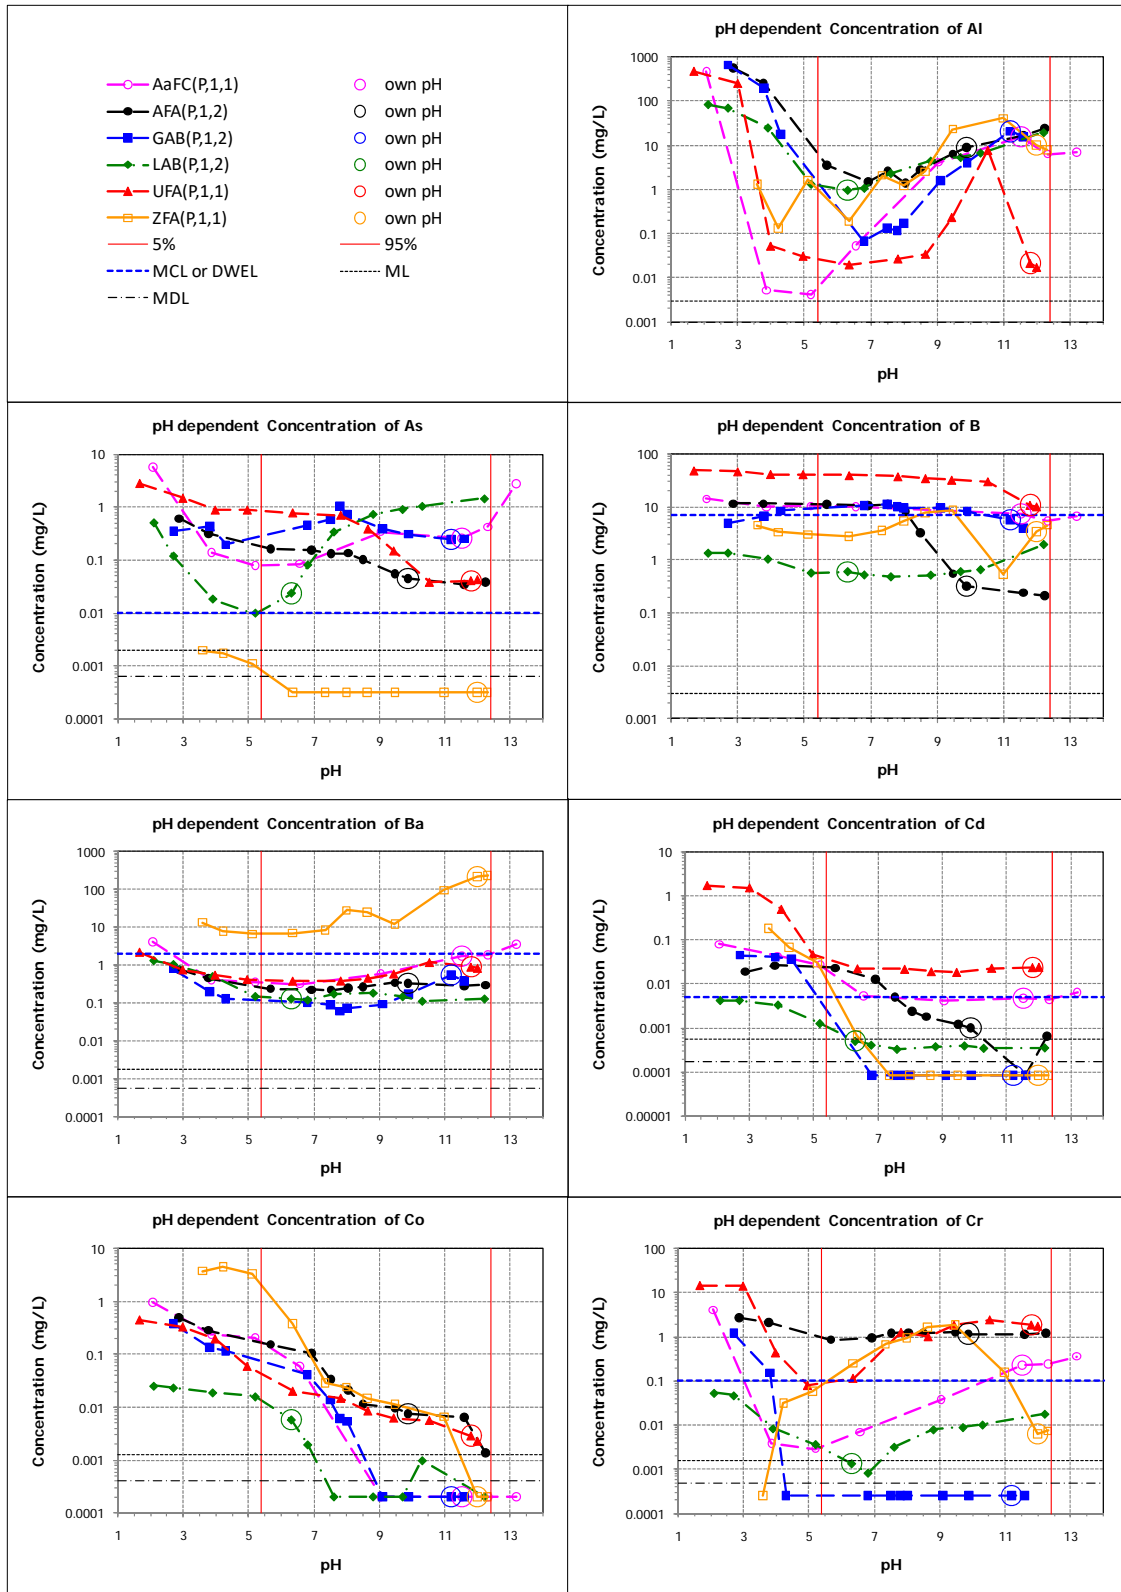 AaFC(P,1,1) own pH
AFA(P,1,2) own pH
GAB(P,1,2) own pH
LAB(P,1,2) own pH
UFA(P,1,1) own pH
ZFA(P,1,1) own pH
5% 95%
MCL or DWEL ML
MDL
pH dependent Concentration of Al
Concentration (mg/L)
1000
100
10
1
0.1
0.01
0.001
1 3 5 7 9 11 13
pH
pH dependent Concentration of As
Concentration (mg/L)
10
1
0.1
0.01
0.001
0.0001
1 3 5 7 9 11 13
pH
pH dependent Concentration of B
Concentration (mg/L)
100
10
1
0.1
0.01
0.001
1 3 5 7 9 11 13
pH
pH dependent Concentration of Ba
Concentration (mg/L)
1000
100
10
1
0.1
0.01
0.001
0.0001
1 3 5 7 9 11 13
pH
pH dependent Concentration of Cd
Concentration (mg/L)
10
1
0.1
0.01
0.001
0.0001
0.00001
1 3 5 7 9 11 13
pH
pH dependent Concentration of Co
Concentration (mg/L)
10
1
0.1
0.01
0.001
0.0001
1 3 5 7 9 11 13
pH
pH dependent Concentration of Cr
Concentration (mg/L)
100
10
1
0.1
0.01
0.001
0.0001
1 3 5 7 9 11 13
pH